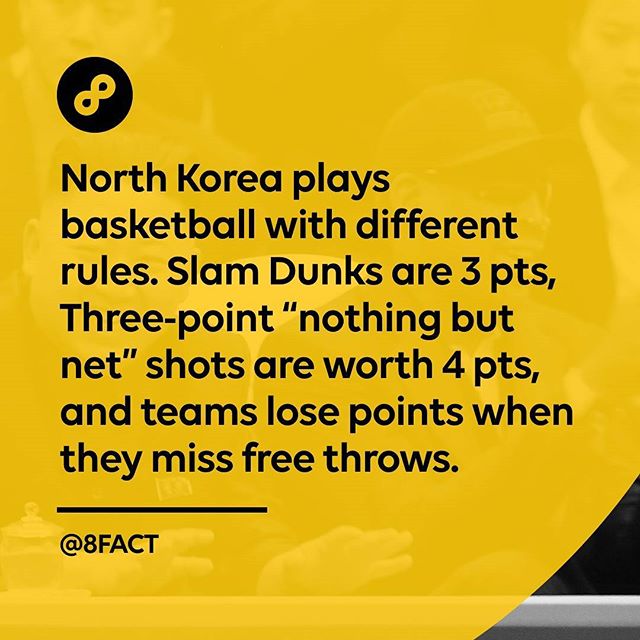 North Korea plays
basketball with different
rules. Slam Dunks are 3 pts,
Three-point “nothing but
net” shots are worth 4 pts,
and teams lose points when
they miss free throws.
@8FACT